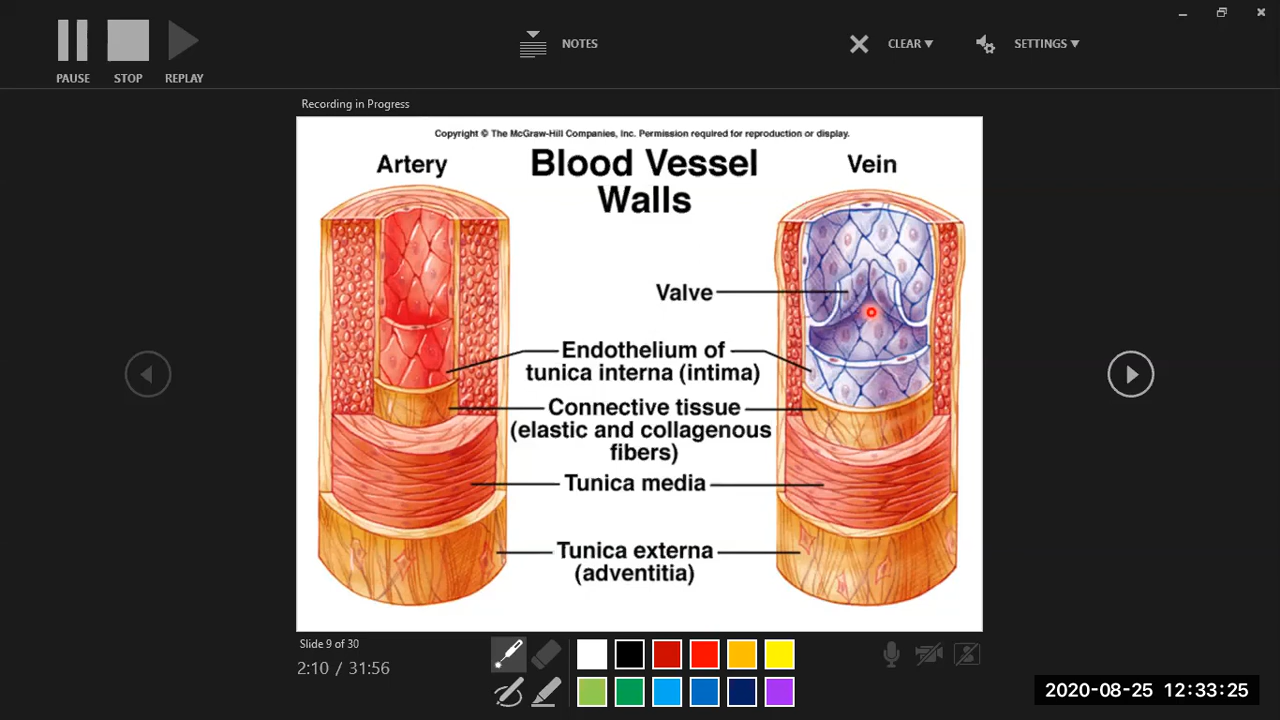 PAUSE STOP REPLAY
NOTES
CLEAR
SETTINGS
Recording in Progress
Copyright © The McGraw-Hill Companies, Inc. Permission required for reproduction or display.
Artery
Blood Vessel
Walls
Vein
Valve
Endothelium of
tunica interna (intima)
Connective tissue
(elastic and collagenous
fibers)
Tunica media
Tunica externa
(adventitia)
Slide 9 of 30
2:10 / 31:56
2020-08-25 12:33:25